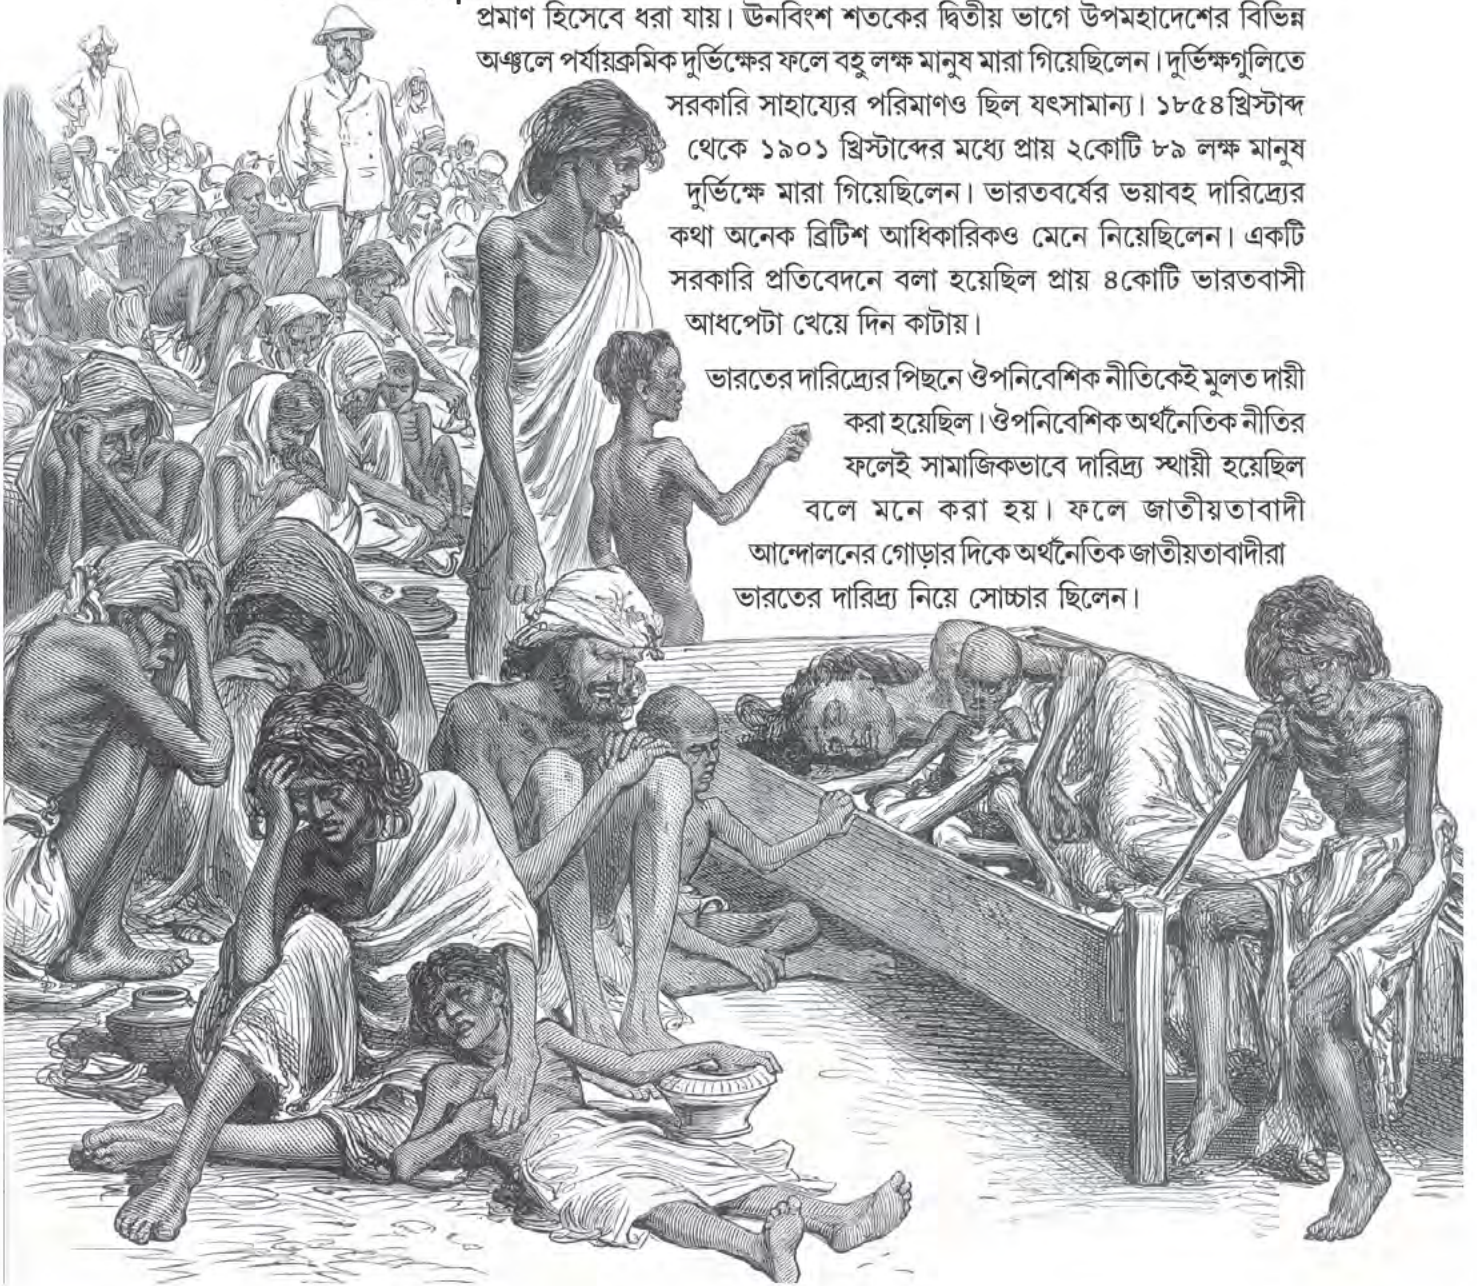 প্রমাণ হিসেবে ধরা যায়। ঊনবিংশ শতকের দ্বিতীয় ভাগে উপমহাদেশের বিভিন্ন
অঞ্চলে পর্যায়ক্রমিক দুর্ভিক্ষের ফলে বহু লক্ষ মানুষ মারা গিয়েছিলেন। দুর্ভিক্ষগুলিতে
সরকারি সাহায্যের পরিমাণও ছিল যৎসামান্য। ১৮৫৪ খ্রিস্টাব্দ
থেকে ১৯০১ খ্রিস্টাব্দের মধ্যে প্রায় ২কোটি ৮৯ লক্ষ মানুষ
দুর্ভিক্ষে মারা গিয়েছিলেন। ভারতবর্ষের ভয়াবহ দারিদ্র্যের
কথা অনেক ব্রিটিশ আধিকারিকও মেনে নিয়েছিলেন। একটি
সরকারি প্রতিবেদনে বলা হয়েছিল প্রায় ৪কোটি ভারতবাসী
আধপেটা খেয়ে দিন কাটায়।
ভারতের দারিদ্র্যের পিছনে ঔপনিবেশিক নীতিকেই মূলত দায়ী
করা হয়েছিল। ঔপনিবেশিক অর্থনৈতিক নীতির
ফলেই সামাজিকভাবে দারিদ্র্য স্থায়ী হয়েছিল
বলে মনে করা হয়। ফলে জাতীয়তাবাদী
আন্দোলনের গোড়ার দিকে অর্থনৈতিক জাতীয়তাবাদীরা
ভারতের দারিদ্র্য নিয়ে সোচ্চার ছিলেন।